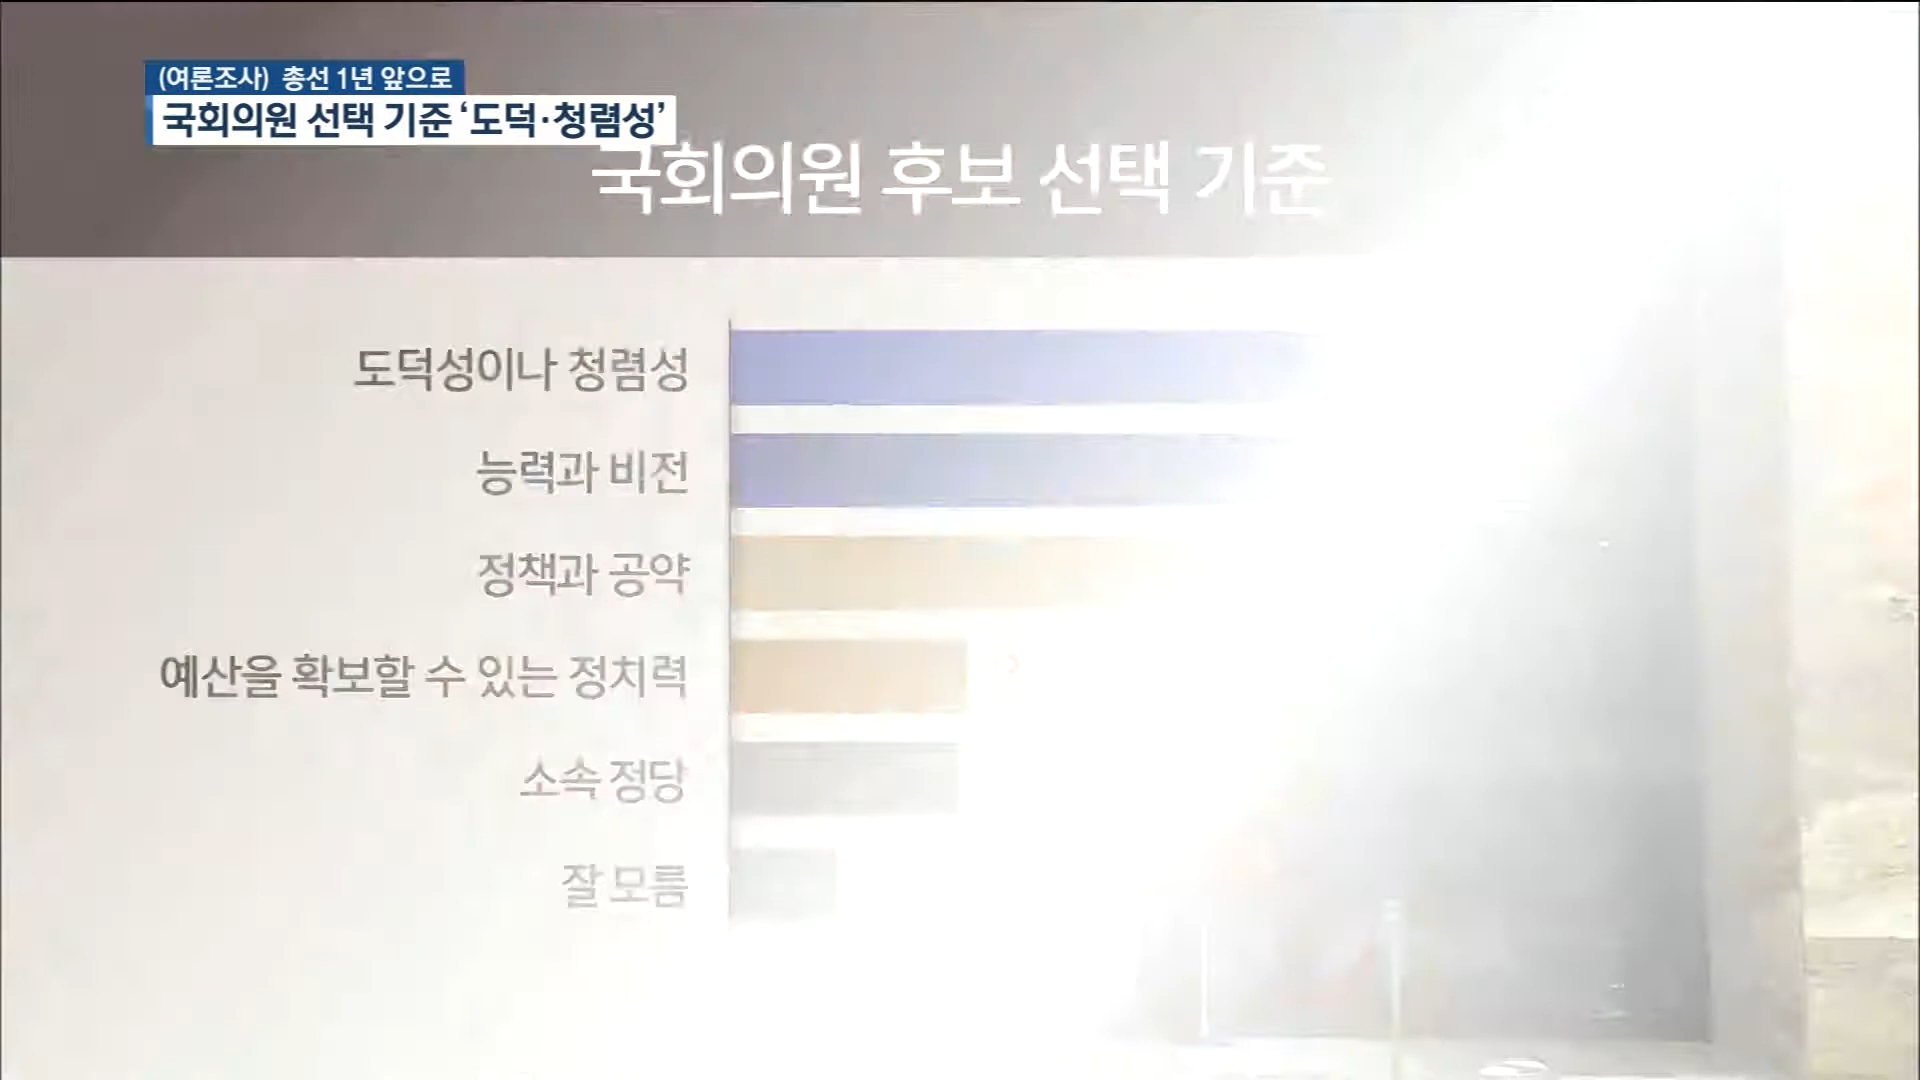 (여론조사) 총선 1년 앞으로
국회의원 선택 기준 ‘도덕·청렴성’
국회의원 후보 선택 기준
도덕성이나 청렴성
능력과 비전
정책과 공약
예산을 확보할 수 있는 정치력
소속 정당
잘 모름